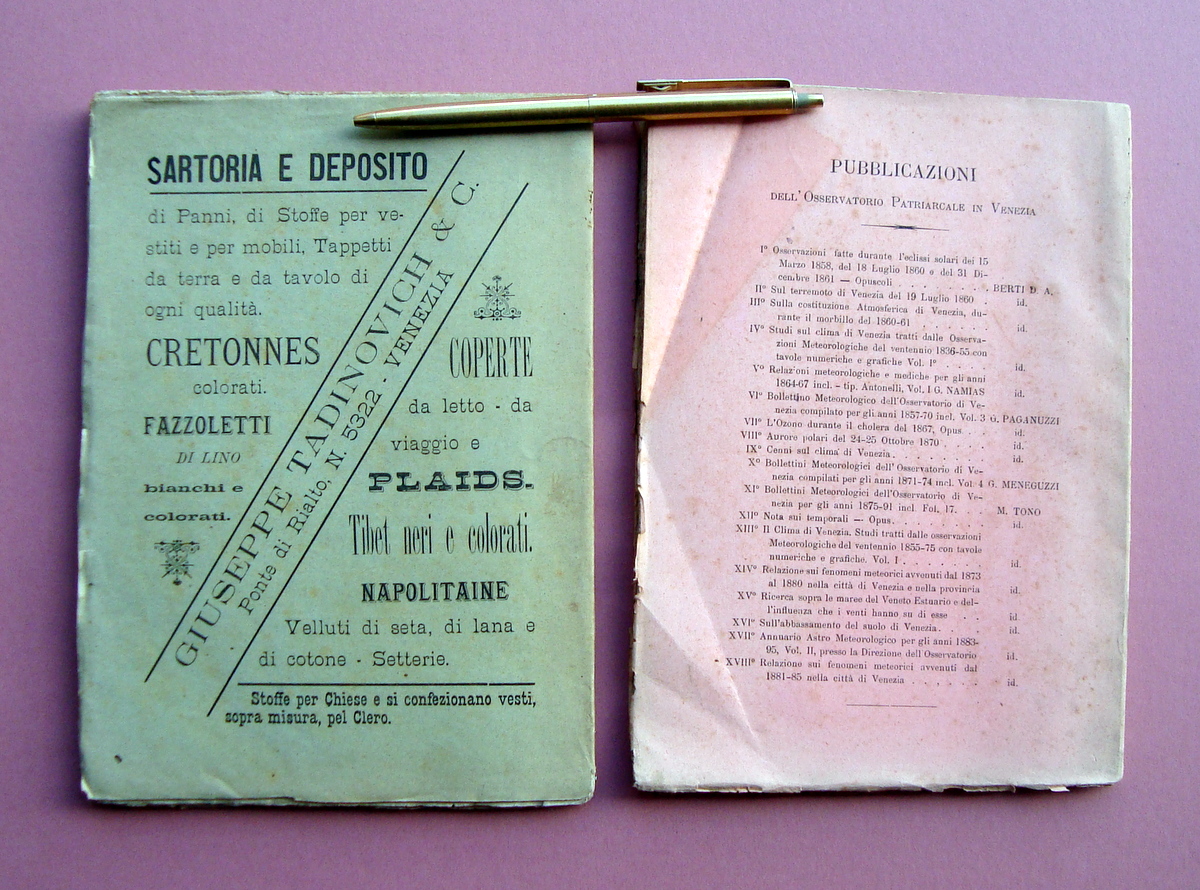 SARTORIA E DEPOSITO
di Panni, di Stoffe per ve-
stiti e per mobili, Tappetti
da terra e da tavolo di
ogni qualità.
CRETONNES
colorati.
FAZZOLETTI
DI LINO
bianchi e
colorati.
GIUSEPPE TADINOVICH & C.
Ponte di Rialto, N. 5322 - VENEZIA
COPERTE
da letto - da
viaggio e
PLAIDS.
Tibet neri e colorati.
NAPOLITAINE
Velluti di seta, di lana e
di cotone - Setterie.
Stoffe per Chiese e si confezionano vesti,
sopra misura, pel Clero.
PUBBLICAZIONI
DELL'OSSERVATORIO PATRIARCALE IN VENEZIA
I° Osservazioni fatte durante l'eclissi solari dei 15
Marzo 1858, del 18 Luglio 1860 e del 31 Di-
cembre 1861 — Opuscoli . . . . . . . BERTI D. A.
II° Sul terremoto di Venezia del 19 Luglio 1860 . id.
III° Sulla costituzione Atmosferica di Venezia, du-
rante il morbillo del 1860-61 . . . . . . id.
IV° Studi sul clima di Venezia tratti dalle Osserva-
zioni Meteorologiche del ventennio 1836-55 con
tavole numeriche e grafiche Vol. I° . . . . id.
V° Relazioni meteorologiche e mediche per gli anni
1864-67 incl. - tip. Antonelli, Vol. I G. NAMIAS
VI° Bollettino Meteorologico dell'Osservatorio di Ve-
nezia compilato per gli anni 1857-70 incl. Vol. 3 G. PAGANUZZI
VII° L'Ozono durante il cholera del 1867, Opus. . . id.
VIII° Aurore polari del 24-25 Ottobre 1870 . . . id.
IX° Cenni sul clima di Venezia. . . . . . . id.
X° Bollettini Meteorologici dell'Osservatorio di Ve-
nezia compilati per gli anni 1871-74 incl. Vol. 4 G. MENEGUZZI
XI° Bollettini Meteorologici dell'Osservatorio di Ve-
nezia per gli anni 1875-91 incl. Fol, 17. . . M. TONO
XII° Nota sui temporali — Opus. . . . . . . id.
XIII° Il Clima di Venezia. Studi tratti dalle osservazioni
Meteorologiche del ventennio 1855-75 con tavole
numeriche e grafiche. Vol. I . . . . . . . id.
XIV° Relazione sui fenomeni meteorici avvenuti dal 1873
al 1880 nella città di Venezia e nella provincia id.
XV° Ricerca sopra le maree del Veneto Estuario e del-
l'influenza che i venti hanno su di esse . . id.
XVI° Sull'abbassamento del suolo di Venezia. . . . id.
XVII° Annuario Astro Meteorologico per gli anni 1883-
95, Vol. II, presso la Direzione dell'Osservatorio id.
XVIII° Relazione sui fenomeni meteorici avvenuti dal
1881-85 nella città di Venezia . . . . . . id.